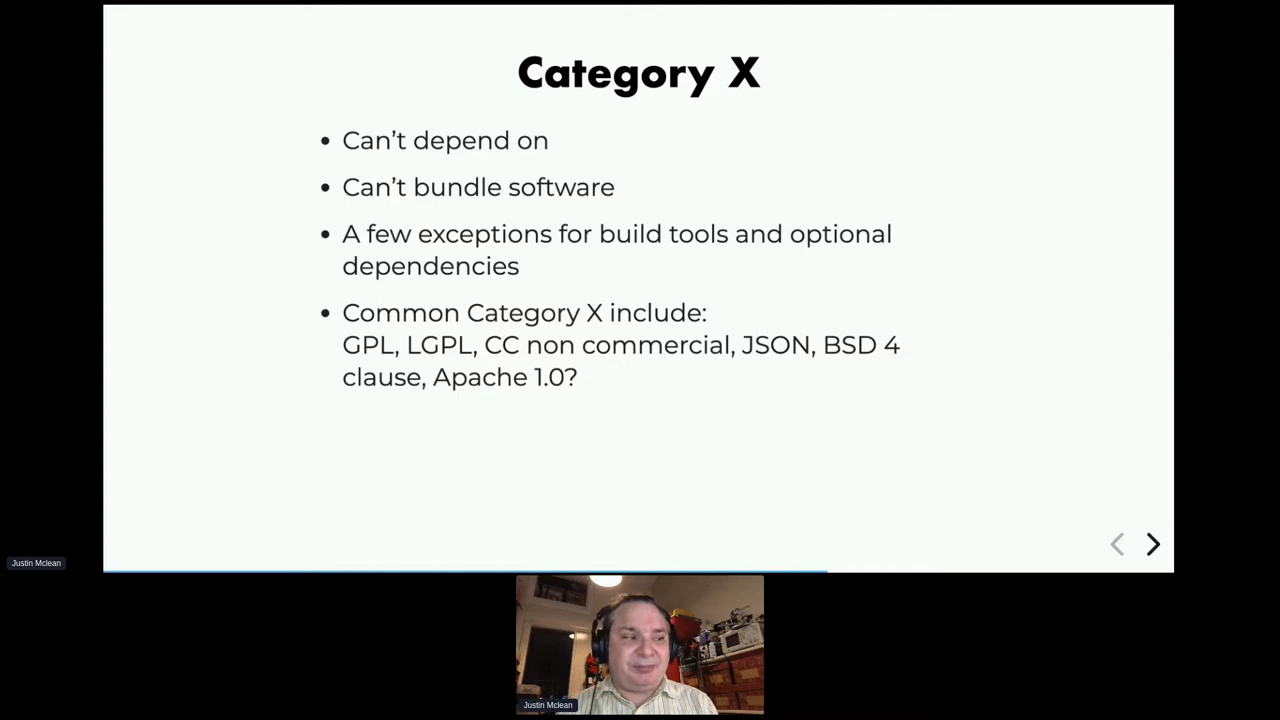 Category X
• Can’t depend on
• Can’t bundle software
• A few exceptions for build tools and optional
dependencies
• Common Category X include:
GPL, LGPL, CC non commercial, JSON, BSD 4
clause, Apache 1.0?
Justin Mclean
Justin Mclean